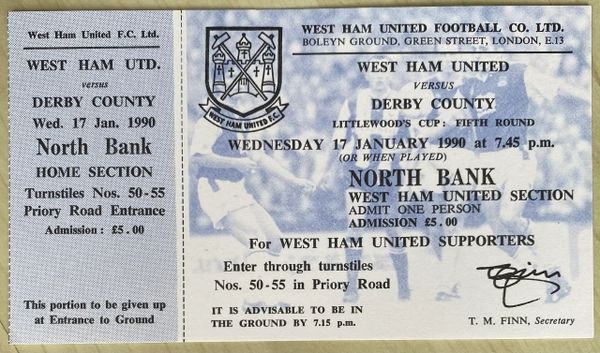 West Ham United F.C. Ltd.
WEST HAM UTD.
versus
DERBY COUNTY
Wed. 17 Jan. 1990
North Bank
HOME SECTION
Turnstiles Nos. 50-55
Priory Road Entrance
Admission : £5.00
This portion to be given up
at Entrance to Ground
WEST HAM UNITED F.C.
WEST HAM UNITED FOOTBALL CO. LTD.
BOLEYN GROUND, GREEN STREET, LONDON, E.13
WEST HAM UNITED
VERSUS
DERBY COUNTY
LITTLEWOOD'S CUP : FIFTH ROUND
WEDNESDAY 17 JANUARY 1990 at 7.45 p.m.
(OR WHEN PLAYED)
NORTH BANK
WEST HAM UNITED SECTION
ADMIT ONE PERSON
ADMISSION £5.00
For WEST HAM UNITED SUPPORTERS
Enter through turnstiles
Nos. 50-55 in Priory Road
IT IS ADVISABLE TO BE IN
THE GROUND BY 7.15 p.m.
T. M. FINN, Secretary